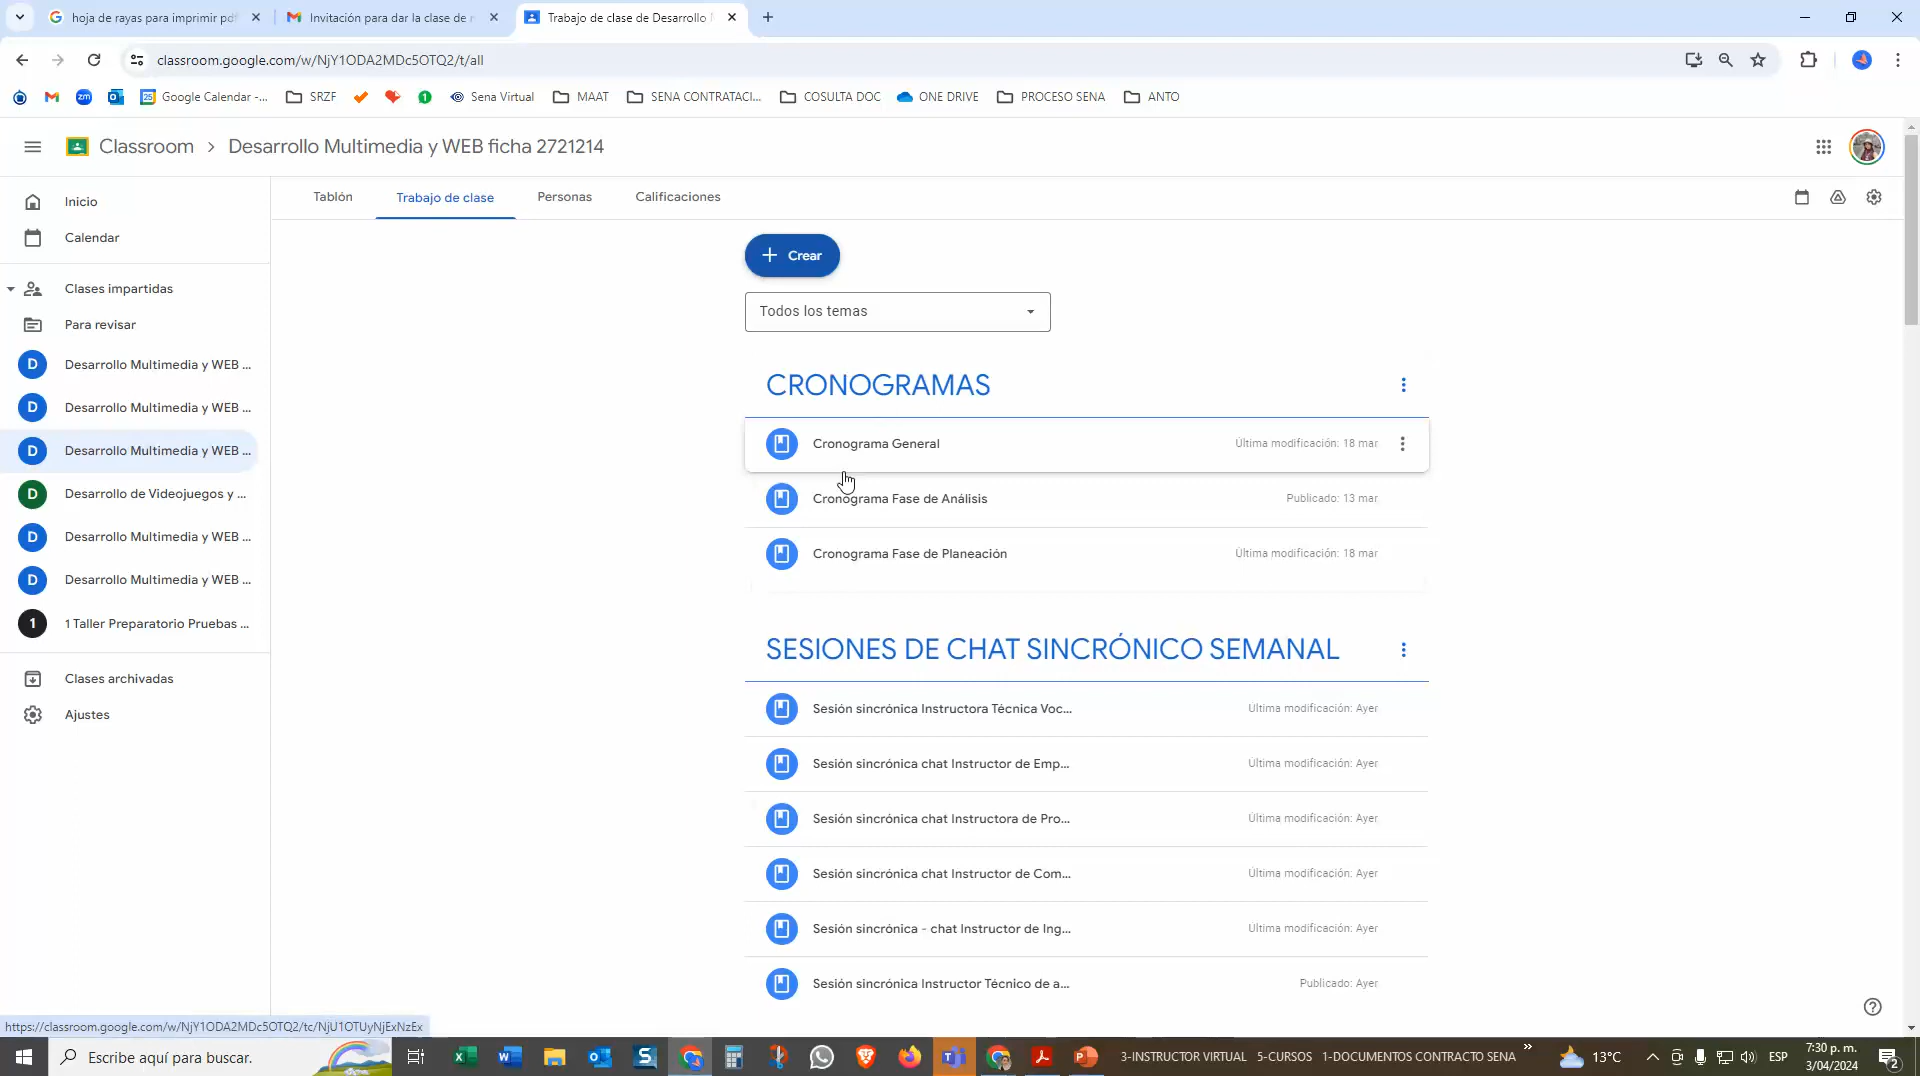 hoja de rayas para imprimir pdf
Invitación para dar la clase de
Trabajo de clase de Desarrollo
classroom.google.com/w/NjY1ODA2MDc5OTQ2/t/all
Google Calendar -...
SRZF
Sena Virtual
MAAT
SENA CONTRATACI...
COSULTA DOC
ONE DRIVE
PROCESO SENA
ANTO
Classroom > Desarrollo Multimedia y WEB ficha 2721214
Inicio
Calendar
Clases impartidas
Para revisar
D Desarrollo Multimedia y WEB ...
D Desarrollo Multimedia y WEB ...
D Desarrollo Multimedia y WEB ...
D Desarrollo de Videojuegos y ...
D Desarrollo Multimedia y WEB ...
D Desarrollo Multimedia y WEB ...
1 1 Taller Preparatorio Pruebas ...
Clases archivadas
Ajustes
Tablón
Trabajo de clase
Personas
Calificaciones
+ Crear
Todos los temas
CRONOGRAMAS
Cronograma General Última modificación: 18 mar
Cronograma Fase de Análisis Publicado: 13 mar
Cronograma Fase de Planeación Última modificación: 18 mar
SESIONES DE CHAT SINCRÓNICO SEMANAL
Sesión sincrónica Instructora Técnica Voc... Última modificación: Ayer
Sesión sincrónica chat Instructor de Emp... Última modificación: Ayer
Sesión sincrónica chat Instructora de Pro... Última modificación: Ayer
Sesión sincrónica chat Instructor de Com... Última modificación: Ayer
Sesión sincrónica - chat Instructor de Ing... Última modificación: Ayer
Sesión sincrónica Instructor Técnico de a... Publicado: Ayer
https://classroom.google.com/w/NjY1ODA2MDc5OTQ2/tc/NjU1OTUyNjExNzEx
Escribe aquí para buscar.
3-INSTRUCTOR VIRTUAL
5-CURSOS
1-DOCUMENTOS CONTRACTO SENA
13°C
ESP
7:30 p. m.
3/04/2024
2